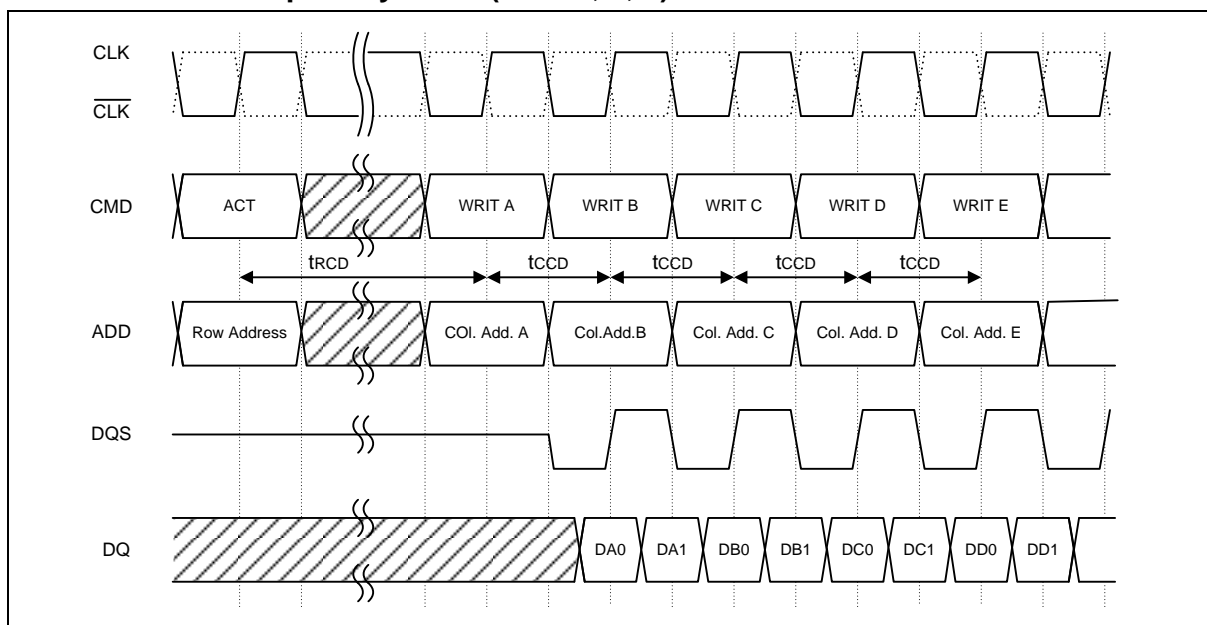 CLK
CLK
CMD
ACT
WRIT A
WRIT B
WRIT C
WRIT D
WRIT E
tRCD
tCCD
tCCD
tCCD
tCCD
ADD
Row Address
COl. Add. A
Col.Add.B
Col. Add. C
Col. Add. D
Col. Add. E
DQS
DQ
DA0
DA1
DB0
DB1
DC0
DC1
DD0
DD1